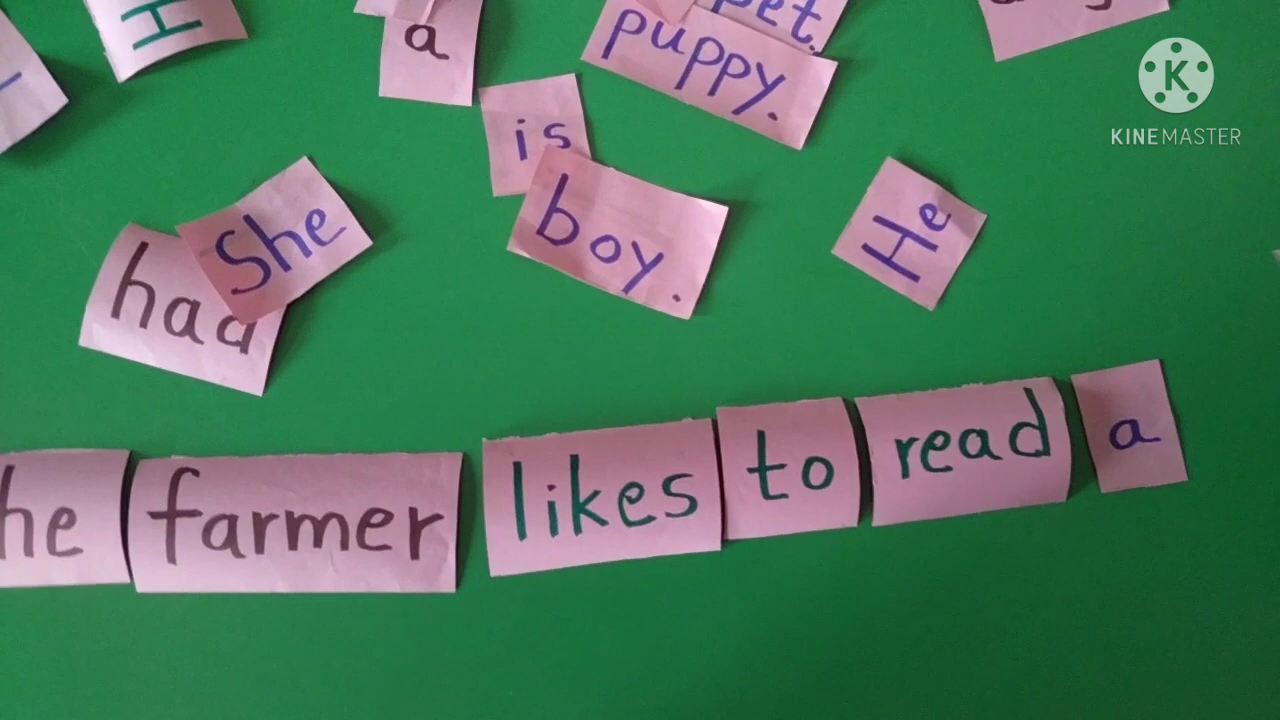 H
a
pet.
puppy.
is
boy.
He
She
had
he farmer likes to read a
KINEMASTER